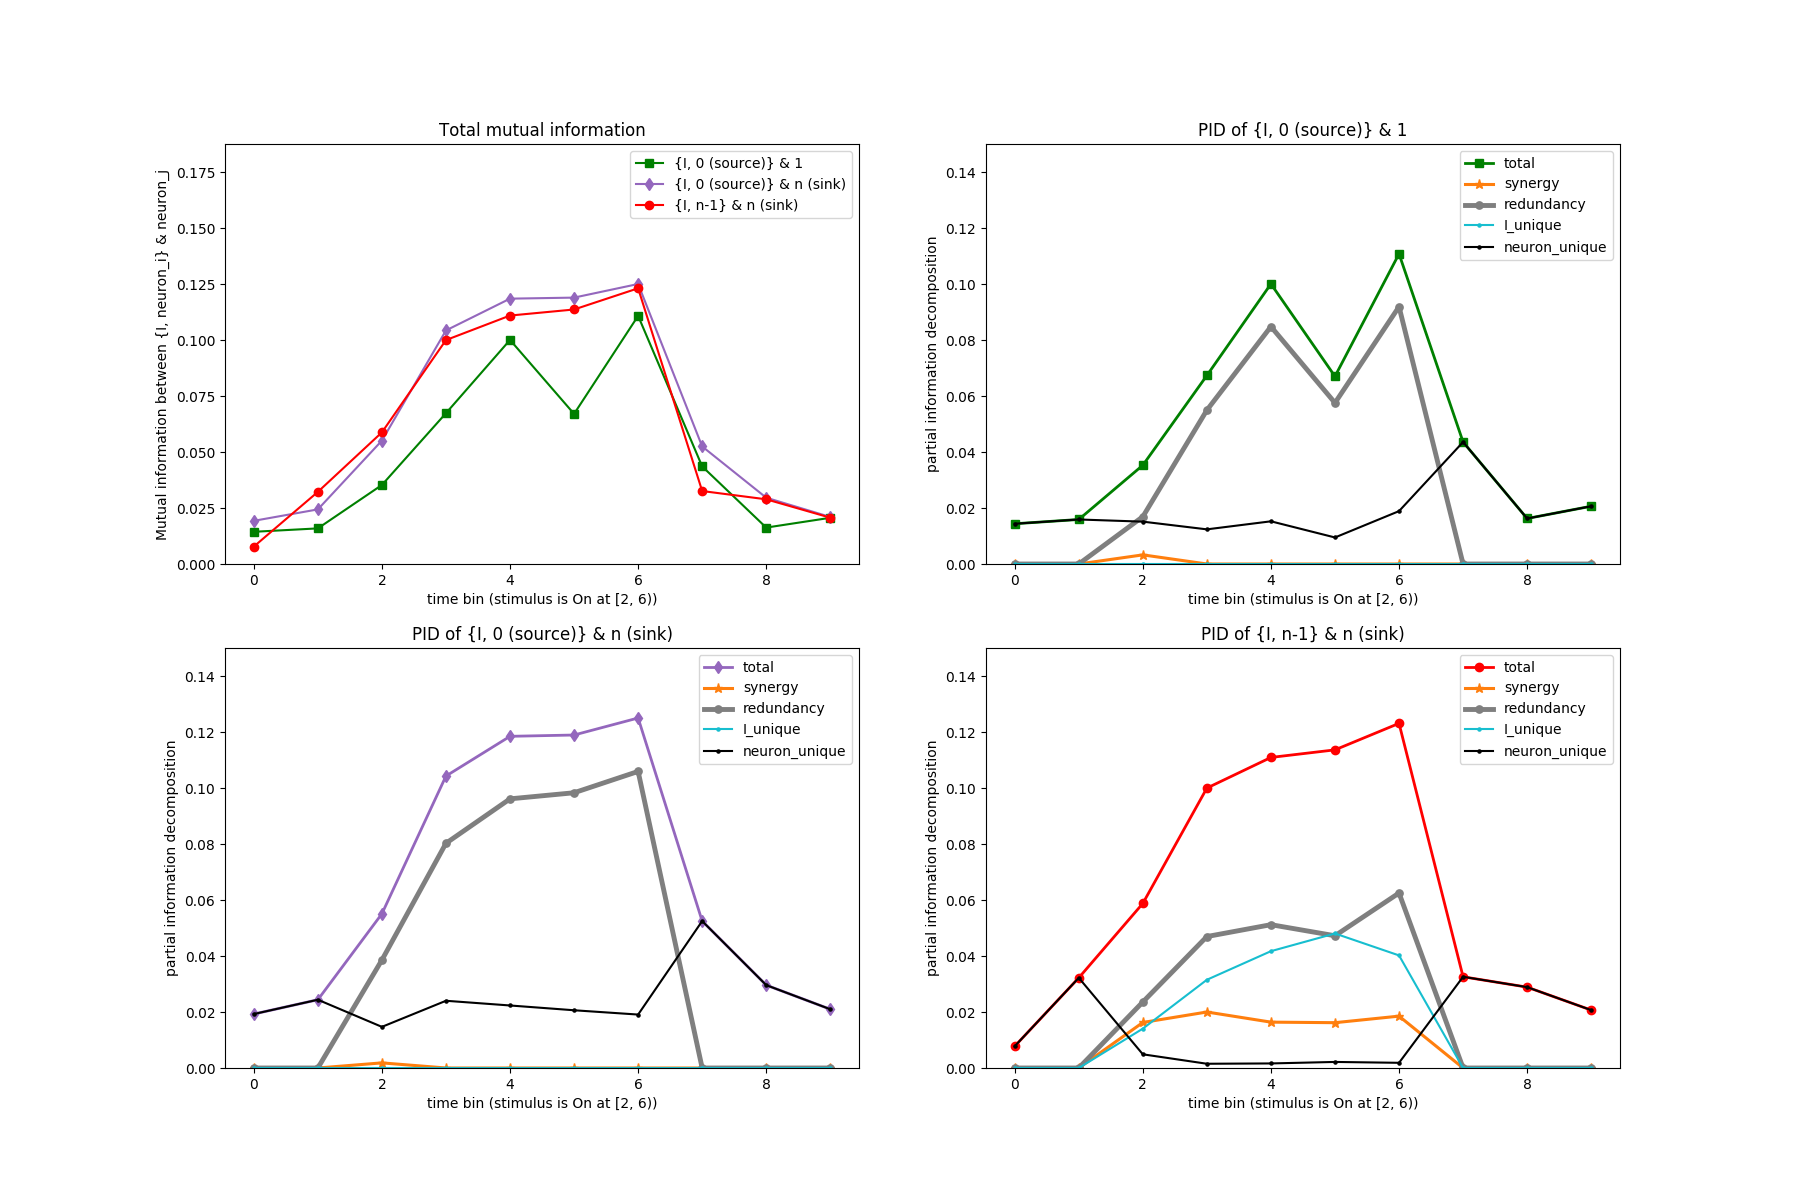 Total mutual information
Mutual information between {I, neuron_i} & neuron_j
0.175
0.150
0.125
0.100
0.075
0.050
0.025
0.000
{I, 0 (source)} & 1
{I, 0 (source)} & n (sink)
{I, n-1} & n (sink)
0 2 4 6 8
time bin (stimulus is On at [2, 6))
PID of {I, 0 (source)} & 1
partial information decomposition
0.14
0.12
0.10
0.08
0.06
0.04
0.02
0.00
total
synergy
redundancy
I_unique
neuron_unique
0 2 4 6 8
time bin (stimulus is On at [2, 6))
PID of {I, 0 (source)} & n (sink)
partial information decomposition
0.14
0.12
0.10
0.08
0.06
0.04
0.02
0.00
total
synergy
redundancy
I_unique
neuron_unique
0 2 4 6 8
time bin (stimulus is On at [2, 6))
PID of {I, n-1} & n (sink)
partial information decomposition
0.14
0.12
0.10
0.08
0.06
0.04
0.02
0.00
total
synergy
redundancy
I_unique
neuron_unique
0 2 4 6 8
time bin (stimulus is On at [2, 6))